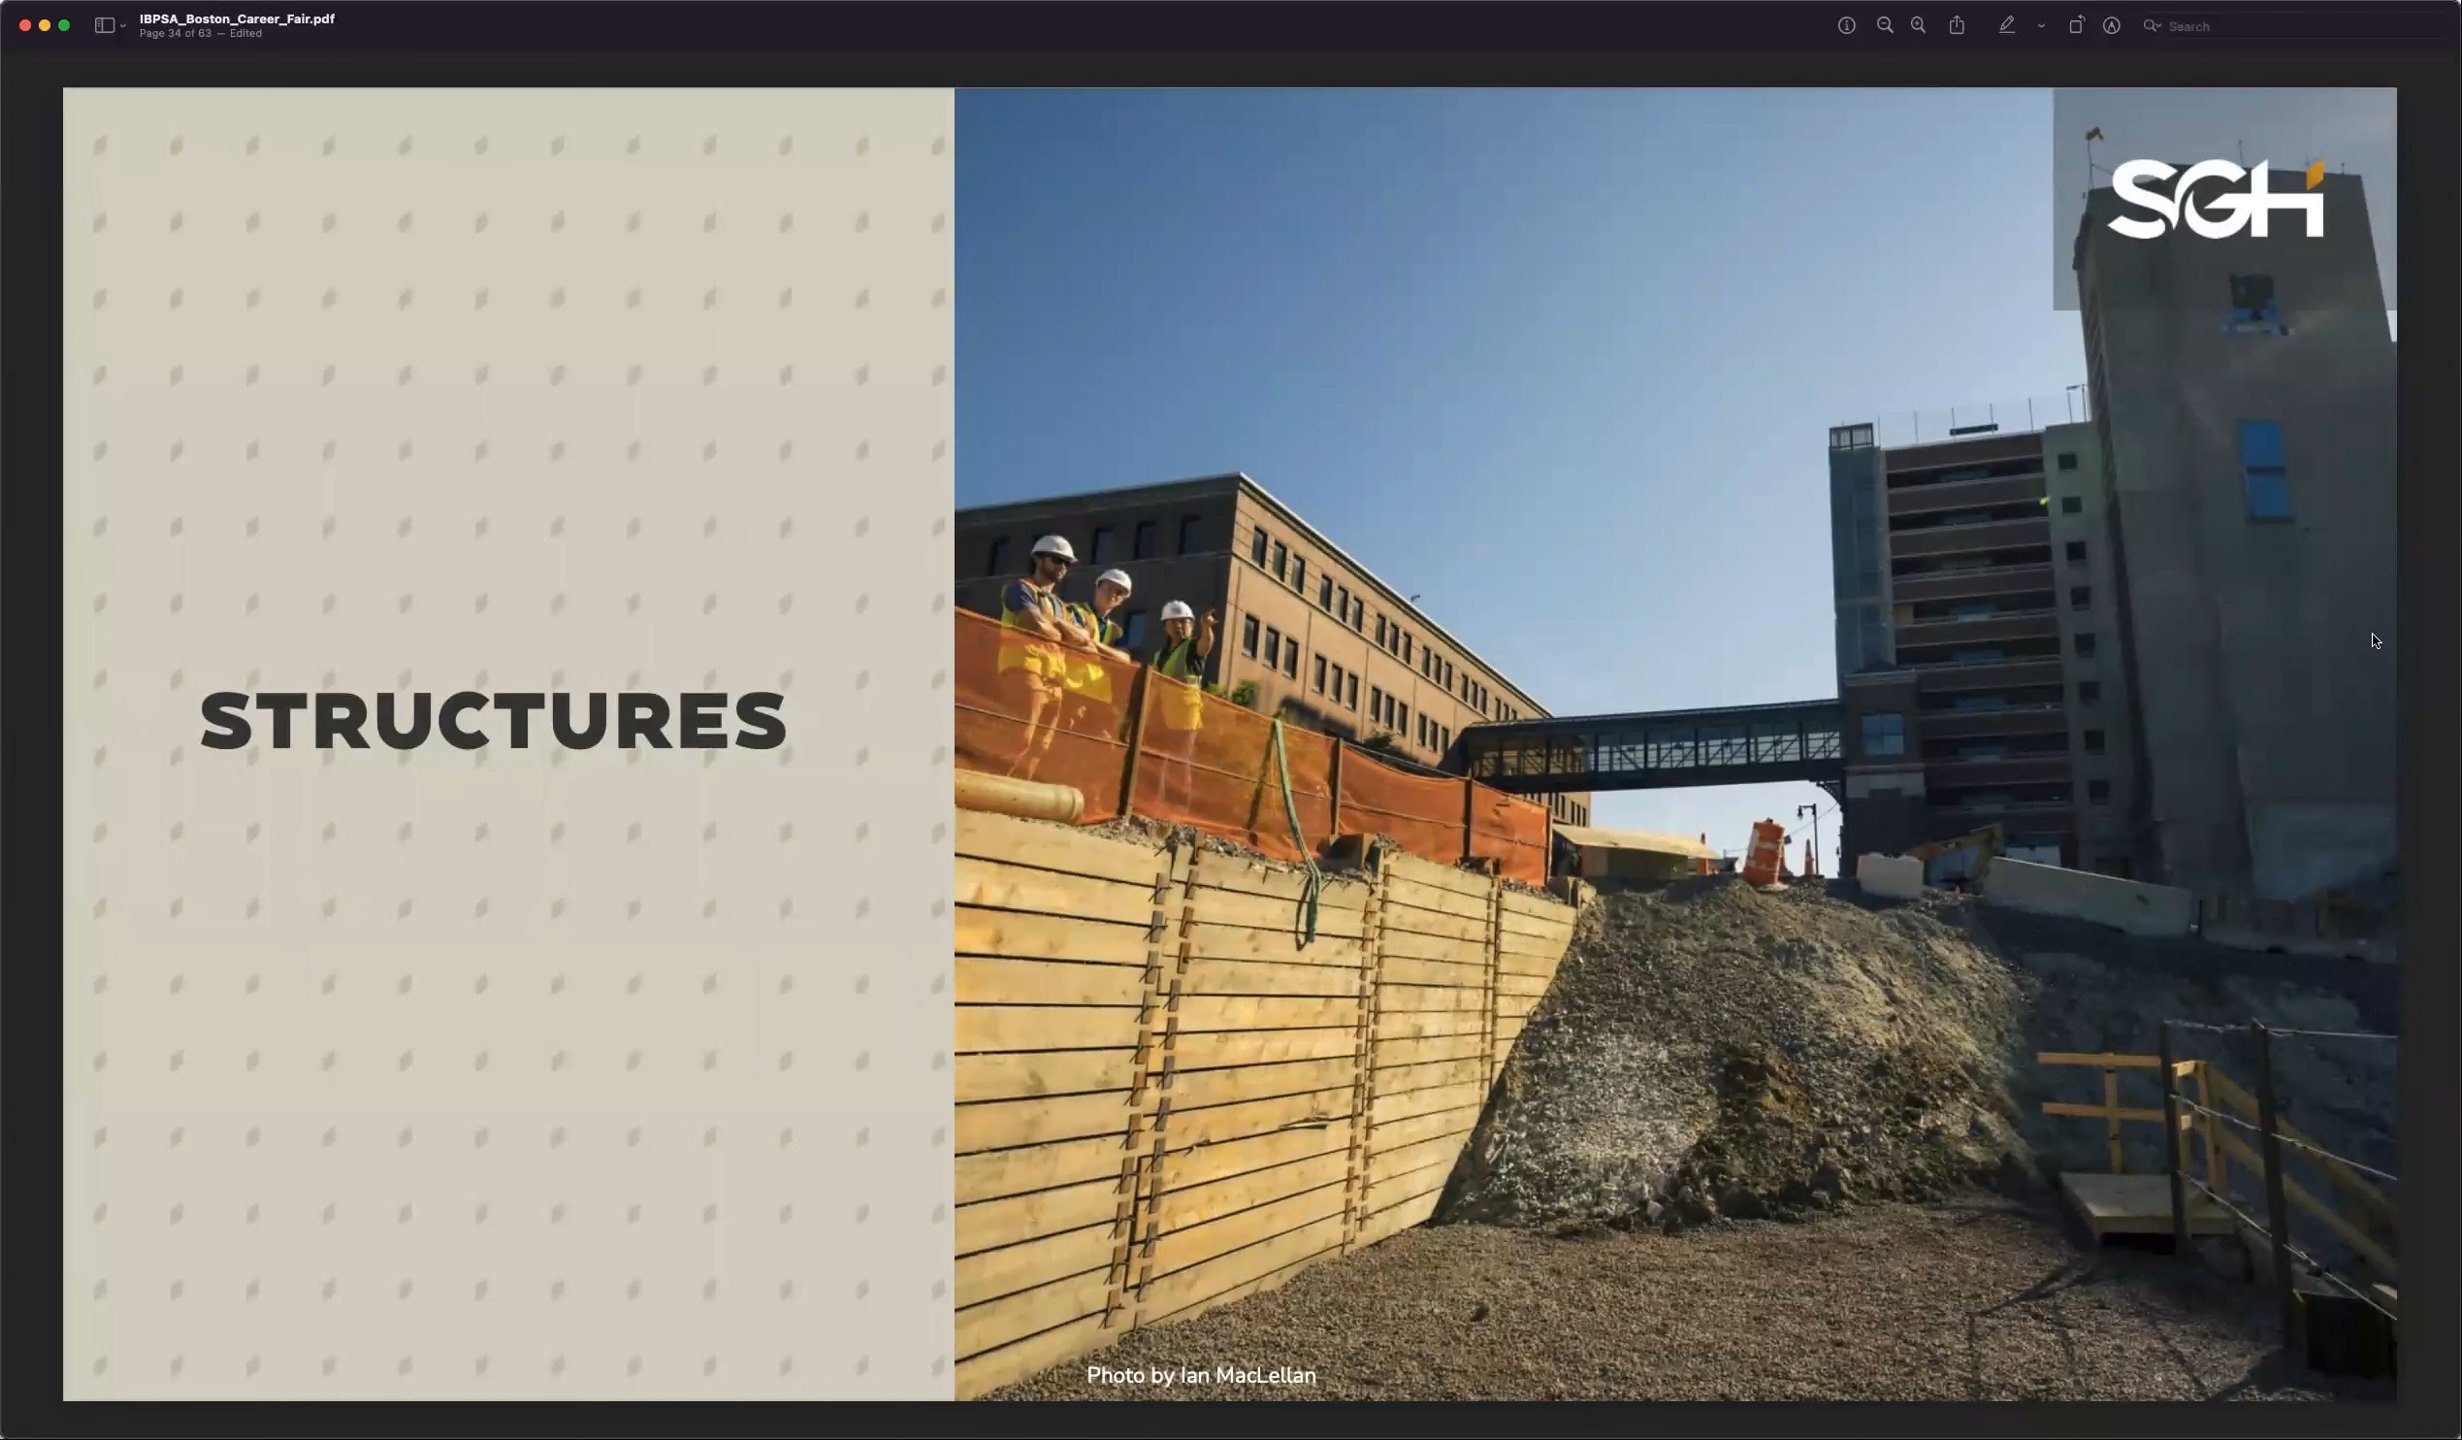 IBPSA_Boston_Career_Fair.pdf
Page 34 of 63 — Edited
Search
SGH
STRUCTURES
Photo by Ian MacLellan